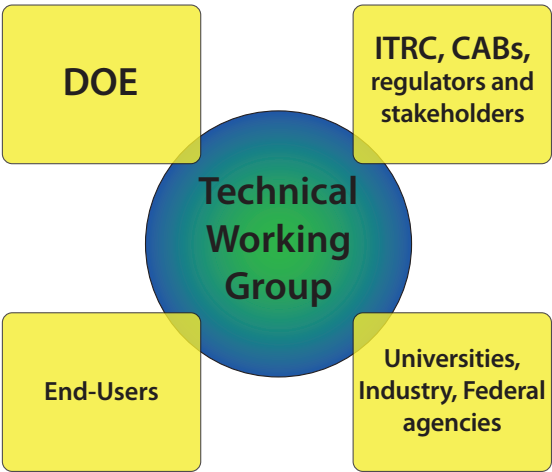 DOE
ITRC, CABs,
regulators and
stakeholders
Technical
Working
Group
End-Users
Universities,
Industry, Federal
agencies